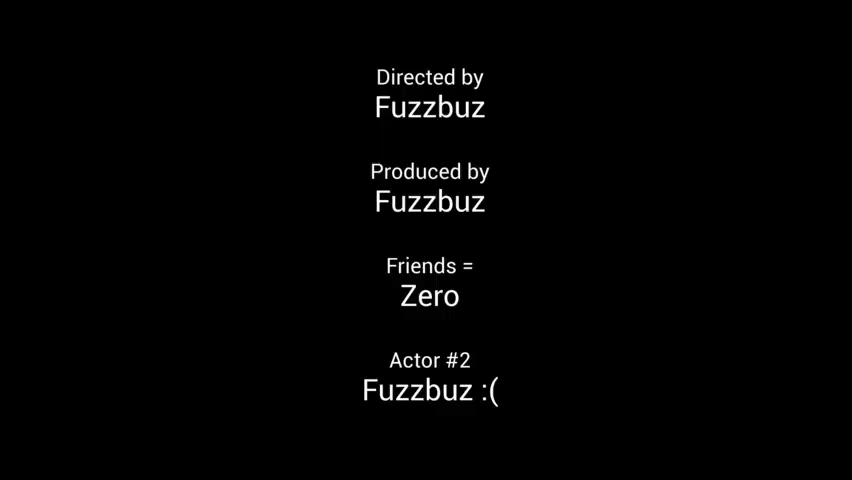 Directed by
Fuzzbuz
Produced by
Fuzzbuz
Friends =
Zero
Actor #2
Fuzzbuz :(